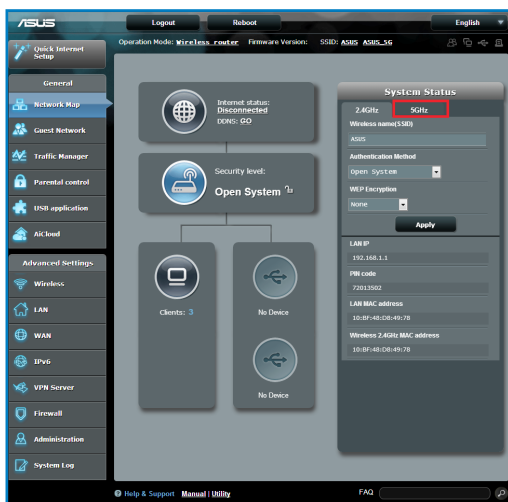 ASUS
Logout
Reboot
English
Operation Mode: Wireless router Firmware Version: SSID: ASUS ASUS_5G
Quick Internet
Setup
General
Network Map
Guest Network
Traffic Manager
Parental control
USB application
AiCloud
Advanced Settings
Wireless
LAN
WAN
IPv6
VPN Server
Firewall
Administration
System Log
Internet status:
Disconnected
DDNS: GO
Security level:
Open System
Clients: 3
No Device
No Device
System Status
2.4GHz
5GHz
Wireless name(SSID)
ASUS
Authentication Method
Open System
WEP Encryption
None
Apply
LAN IP
192.168.1.1
PIN code
72013502
LAN MAC address
10:BF:48:D8:49:78
Wireless 2.4GHz MAC address
10:BF:48:D8:49:78
Help & Support Manual | Utility
FAQ